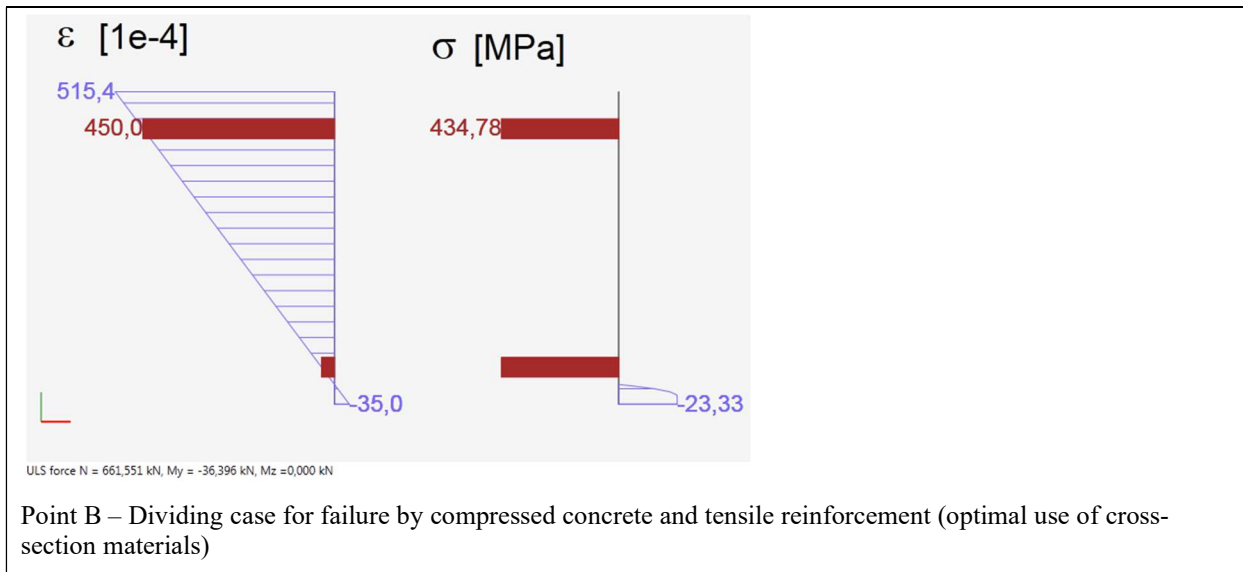 ε [1e-4]
σ [MPa]
515,4
450,0
434,78
-35,0
-23,33
ULS force N = 661,551 kN, My = -36,396 kN, Mz =0,000 kN
Point B – Dividing case for failure by compressed concrete and tensile reinforcement (optimal use of cross-
section materials)